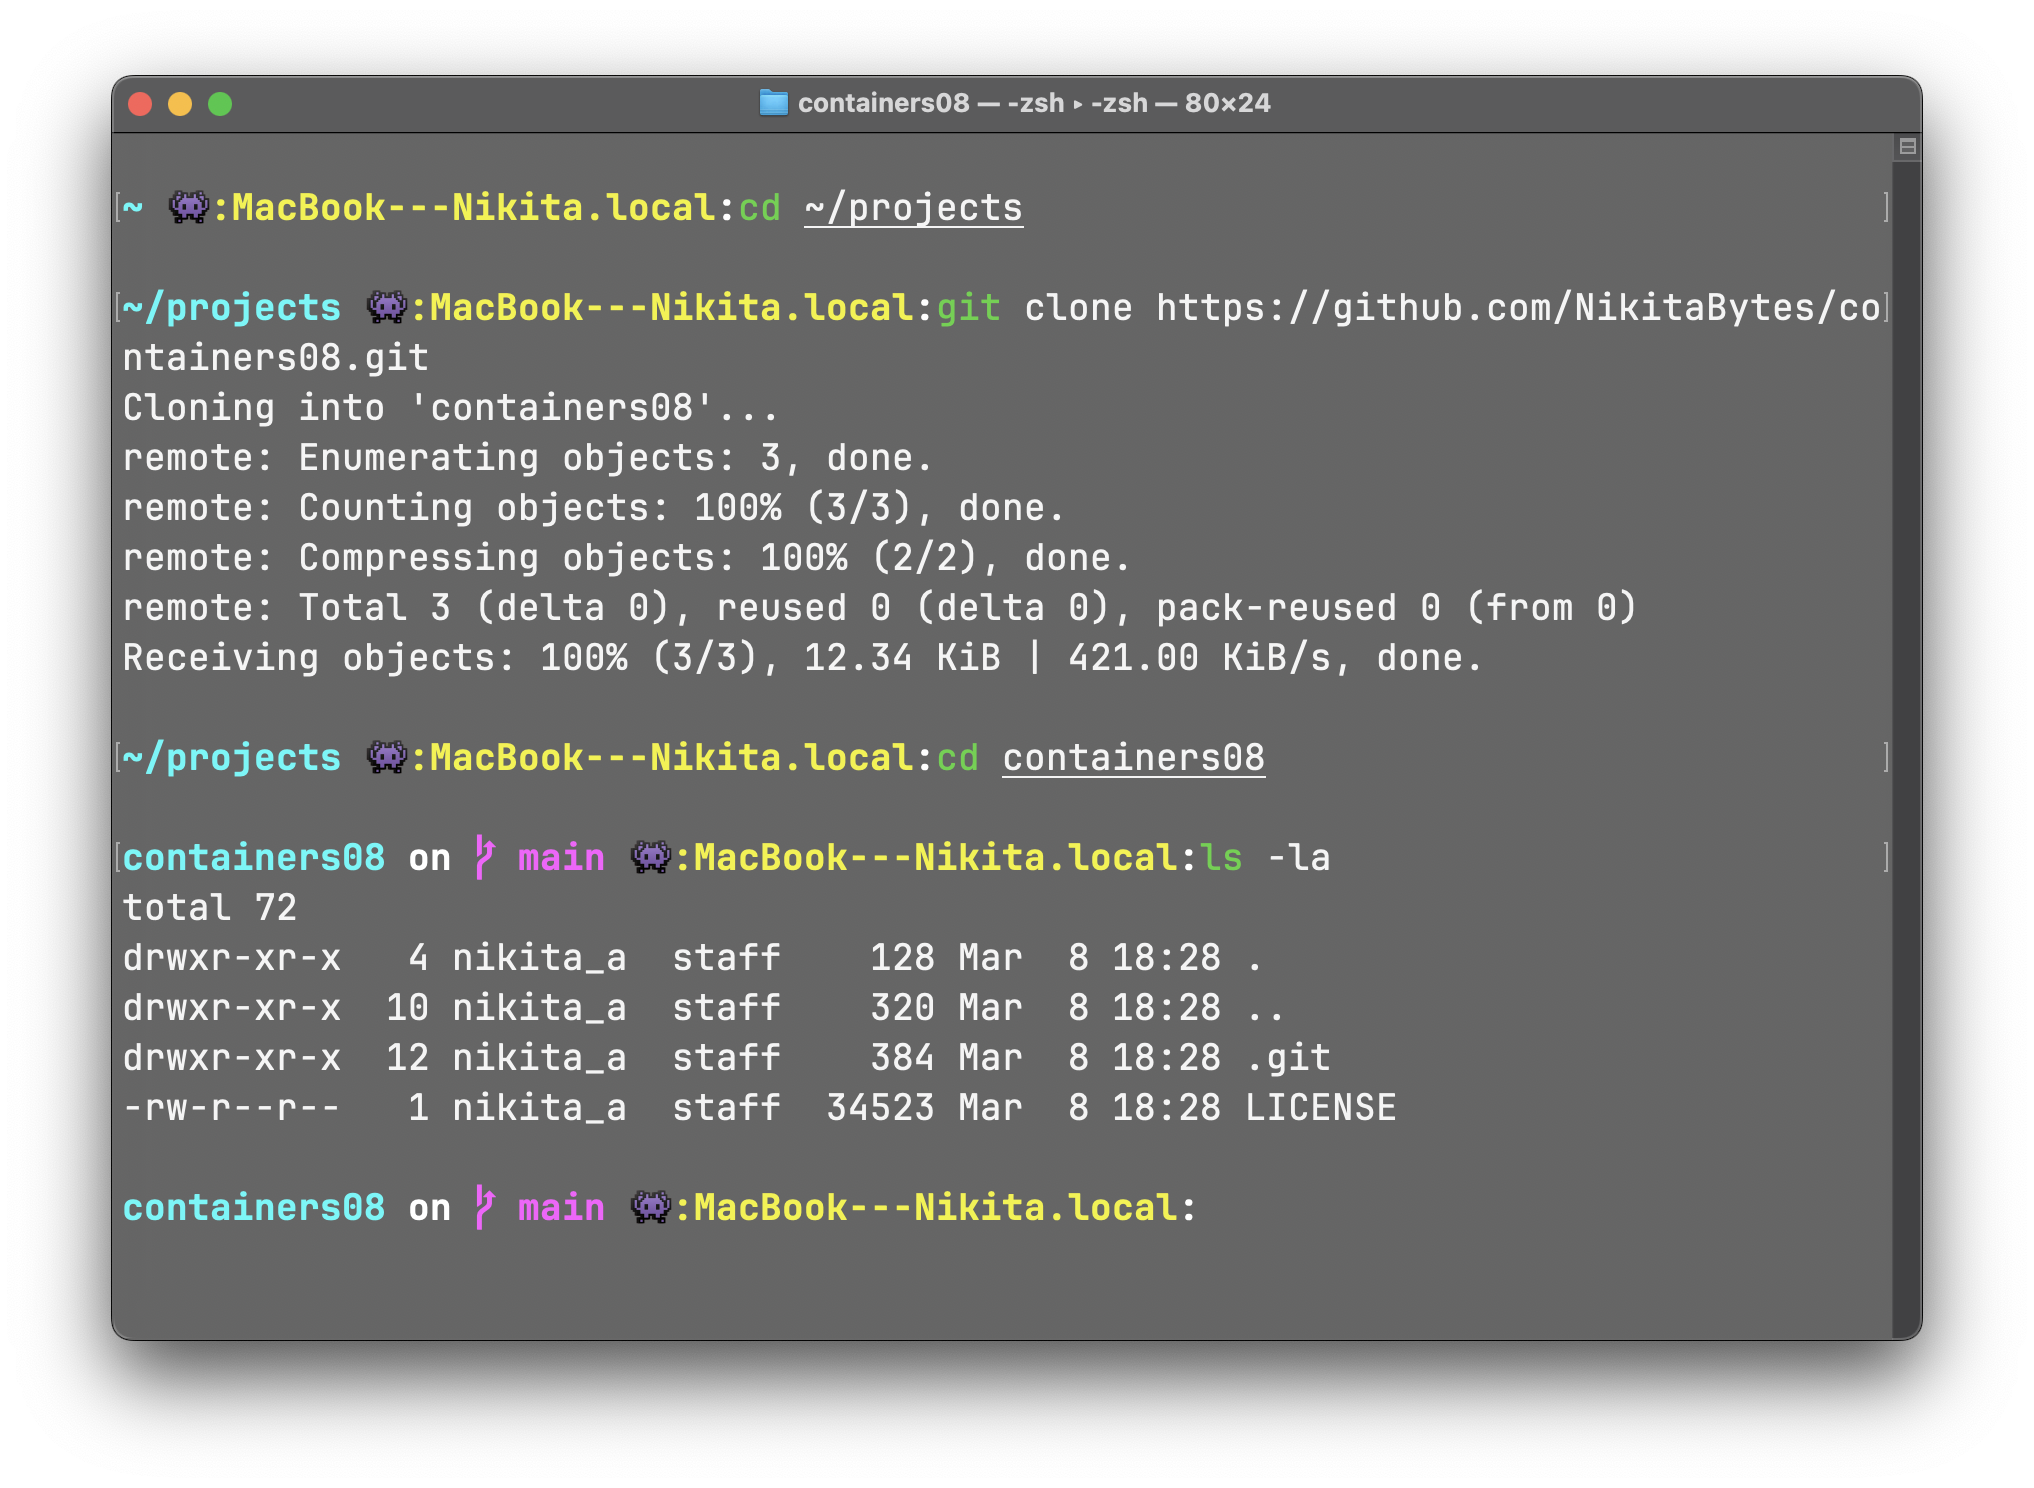 containers08 — -zsh ▸ -zsh — 80×24
~ 👾:MacBook---Nikita.local:cd ~/projects
~/projects 👾:MacBook---Nikita.local:git clone https://github.com/NikitaBytes/co
ntainers08.git
Cloning into 'containers08'...
remote: Enumerating objects: 3, done.
remote: Counting objects: 100% (3/3), done.
remote: Compressing objects: 100% (2/2), done.
remote: Total 3 (delta 0), reused 0 (delta 0), pack-reused 0 (from 0)
Receiving objects: 100% (3/3), 12.34 KiB | 421.00 KiB/s, done.
~/projects 👾:MacBook---Nikita.local:cd containers08
containers08 on ᚠ main 👾:MacBook---Nikita.local:ls -la
total 72
drwxr-xr-x   4 nikita_a  staff    128 Mar  8 18:28 .
drwxr-xr-x  10 nikita_a  staff    320 Mar  8 18:28 ..
drwxr-xr-x  12 nikita_a  staff    384 Mar  8 18:28 .git
-rw-r--r--   1 nikita_a  staff  34523 Mar  8 18:28 LICENSE
containers08 on ᚠ main 👾:MacBook---Nikita.local: